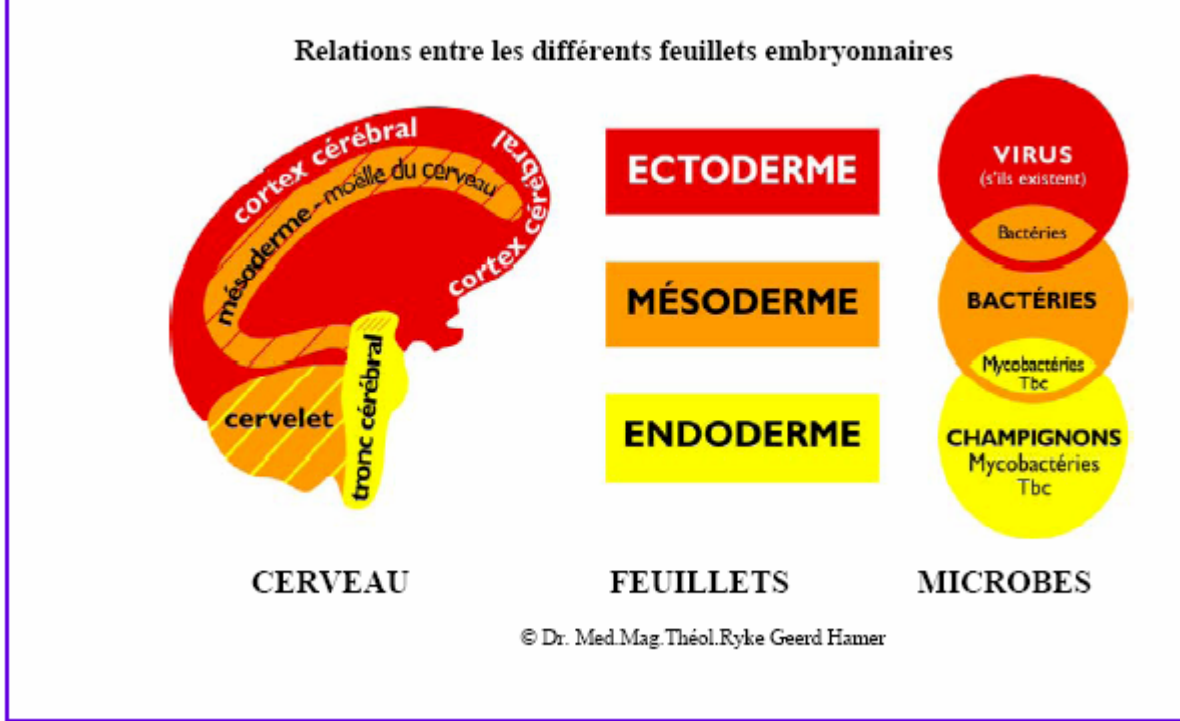 Relations entre les différents feuillets embryonnaires
cortex cérébral
cortex cérébral
mésoderme - moëlle du cerveau
cervelet
tronc cérébral
CERVEAU
ECTODERME
MÉSODERME
ENDODERME
FEUILLETS
VIRUS
(s'ils existent)
Bactéries
BACTÉRIES
Mycobactéries
Tbc
CHAMPIGNONS
Mycobactéries
Tbc
MICROBES
© Dr. Med.Mag.Théol.Ryke Geerd Hamer